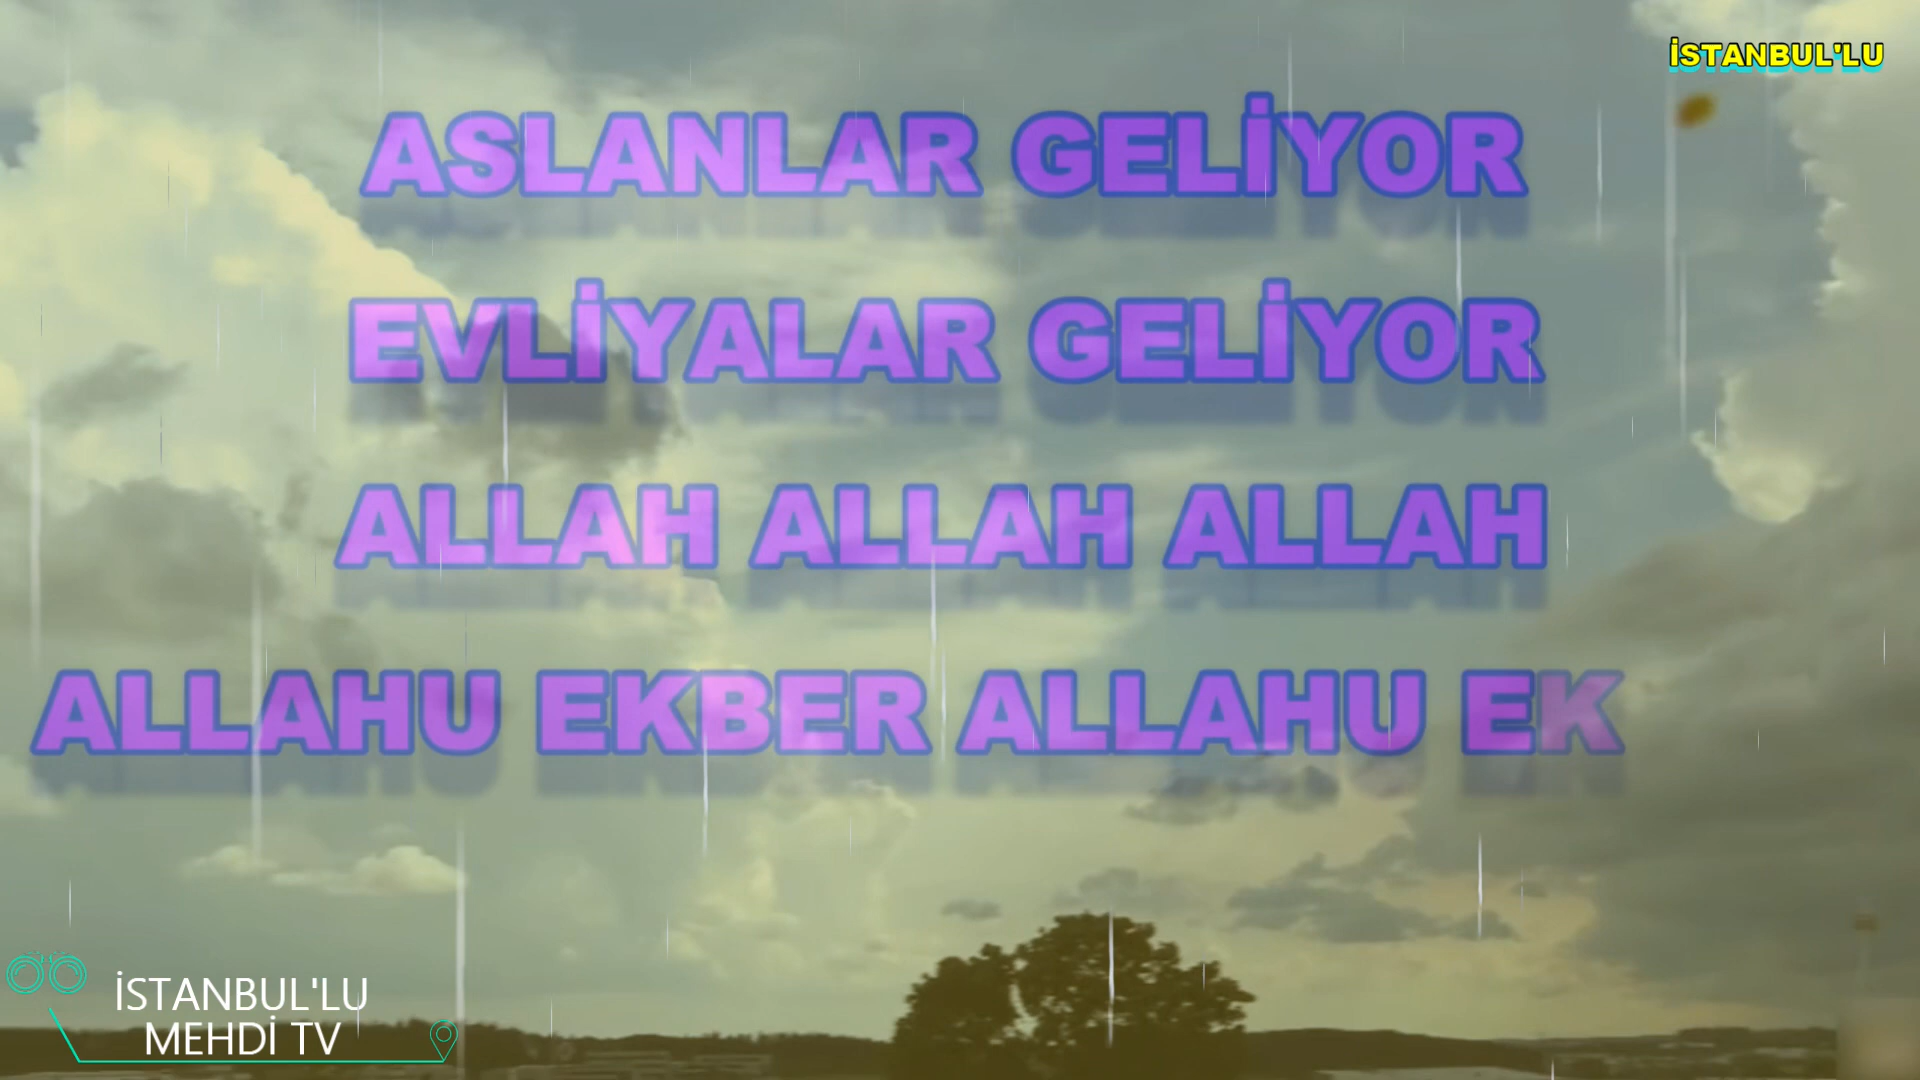 İSTANBUL'LU
ASLANLAR GELİYOR
EVLİYALAR GELİYOR
ALLAH ALLAH ALLAH
ALLAHU EKBER ALLAHU EK
İSTANBUL'LU
MEHDİ TV